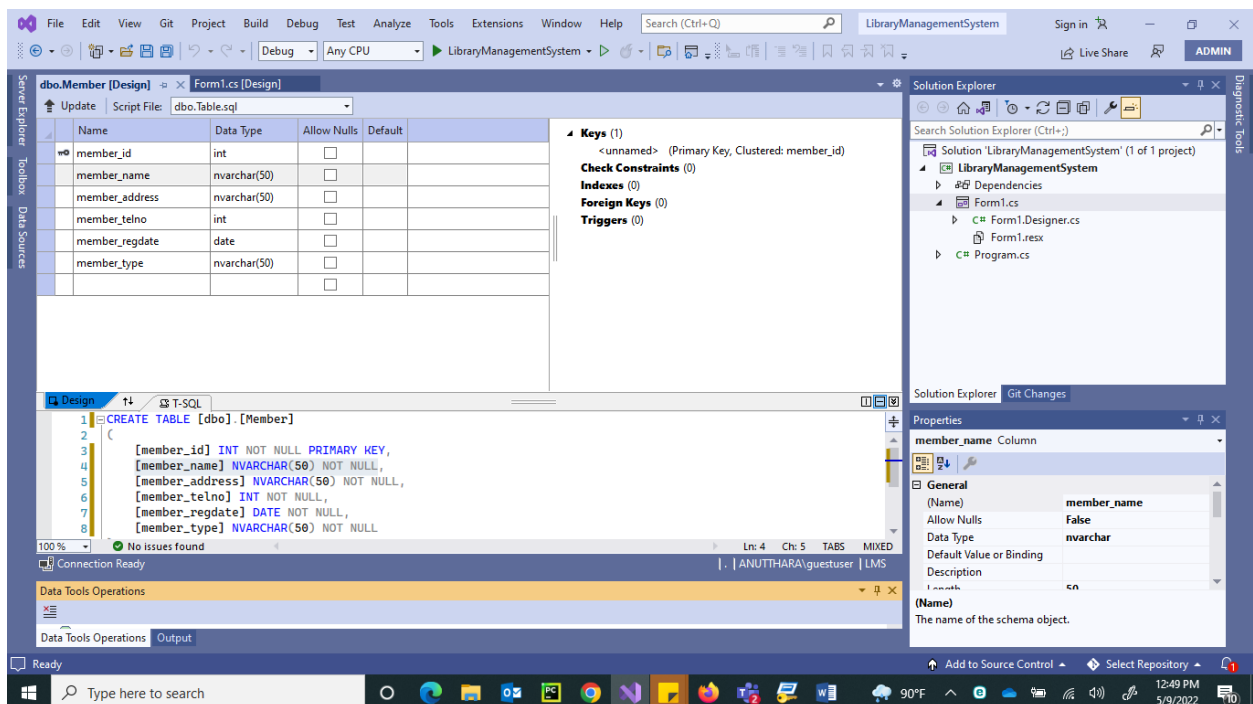 File Edit View Git Project Build Debug Test Analyze Tools Extensions Window Help Search (Ctrl+Q) LibraryManagementSystem Sign in
Debug Any CPU LibraryManagementSystem Live Share ADMIN
Server Explorer
Toolbox
Data Sources
dbo.Member [Design] Form1.cs [Design]
Update Script File: dbo.Table.sql
Name Data Type Allow Nulls Default
member_id int
member_name nvarchar(50)
member_address nvarchar(50)
member_telno int
member_regdate date
member_type nvarchar(50)
Keys (1)
<unnamed> (Primary Key, Clustered: member_id)
Check Constraints (0)
Indexes (0)
Foreign Keys (0)
Triggers (0)
Design T-SQL
1 CREATE TABLE [dbo].[Member]
2 (
3 [member_id] INT NOT NULL PRIMARY KEY,
4 [member_name] NVARCHAR(50) NOT NULL,
5 [member_address] NVARCHAR(50) NOT NULL,
6 [member_telno] INT NOT NULL,
7 [member_regdate] DATE NOT NULL,
8 [member_type] NVARCHAR(50) NOT NULL
100 % No issues found Ln: 4 Ch: 5 TABS MIXED
Connection Ready | . | ANUTTHARA\guestuser | LMS
Data Tools Operations
Data Tools Operations Output
Solution Explorer
Search Solution Explorer (Ctrl+;)
Solution 'LibraryManagementSystem' (1 of 1 project)
LibraryManagementSystem
Dependencies
Form1.cs
C# Form1.Designer.cs
Form1.resx
C# Program.cs
Solution Explorer Git Changes
Properties
member_name Column
General
(Name) member_name
Allow Nulls False
Data Type nvarchar
Default Value or Binding
Description
Length 50
(Name)
The name of the schema object.
Diagnostic Tools
Ready Add to Source Control Select Repository 1
Type here to search 90°F 12:49 PM
5/9/2022 10